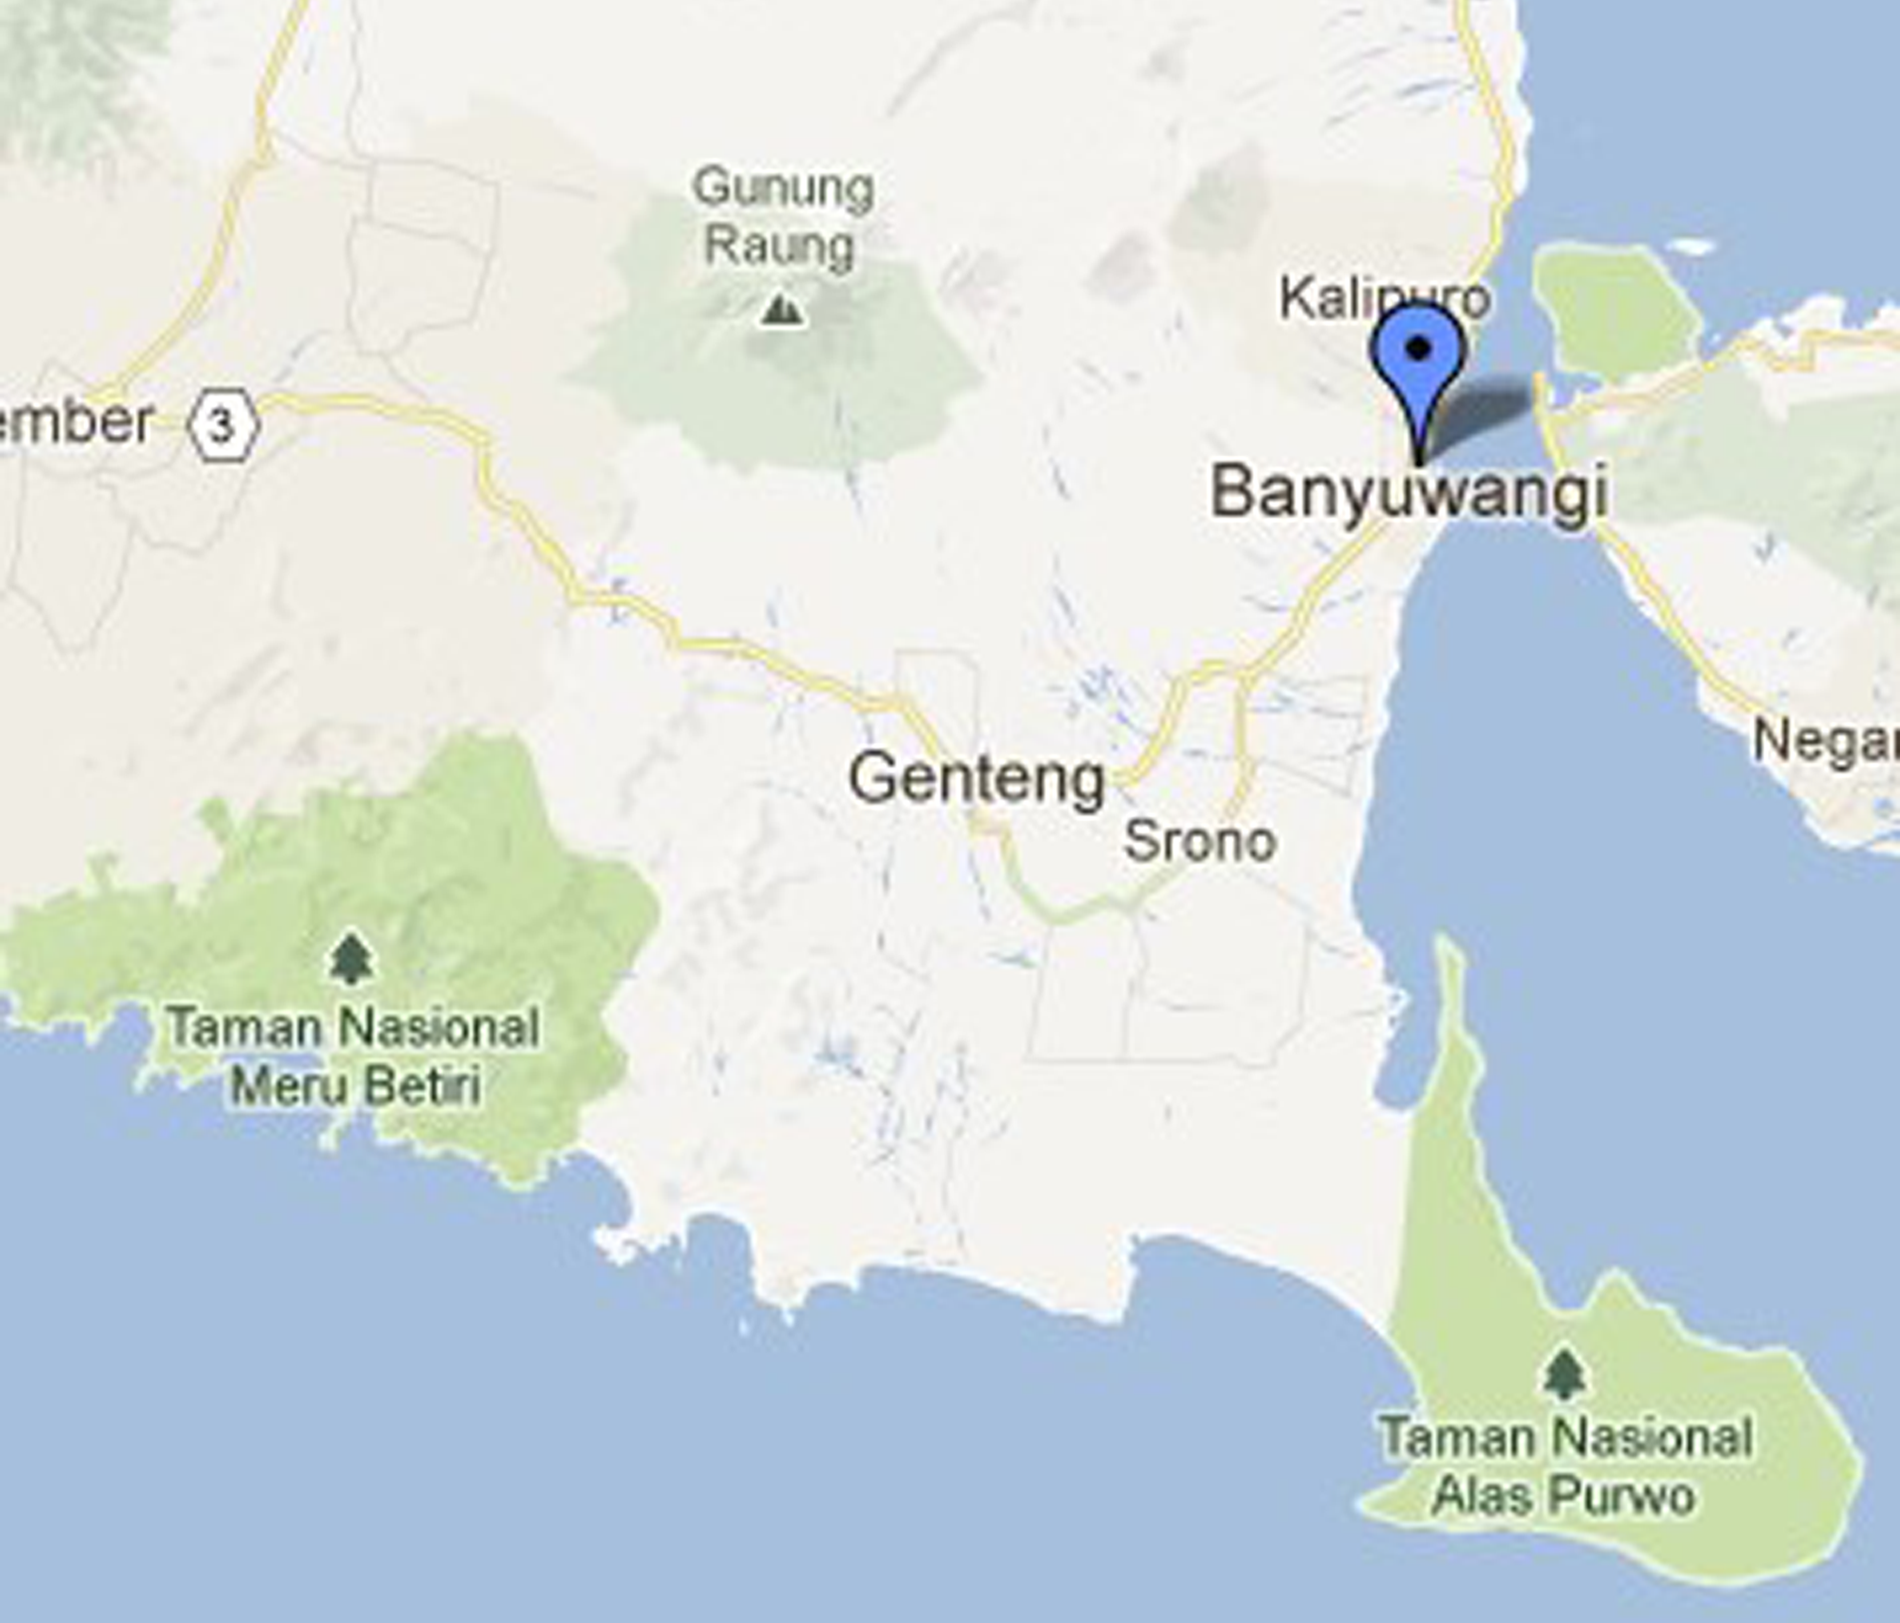 Gunung
Raung
Kalipuro
ember
3
Banyuwangi
Negar
Genteng
Srono
Taman Nasional
Meru Betiri
Taman Nasional
Alas Purwo